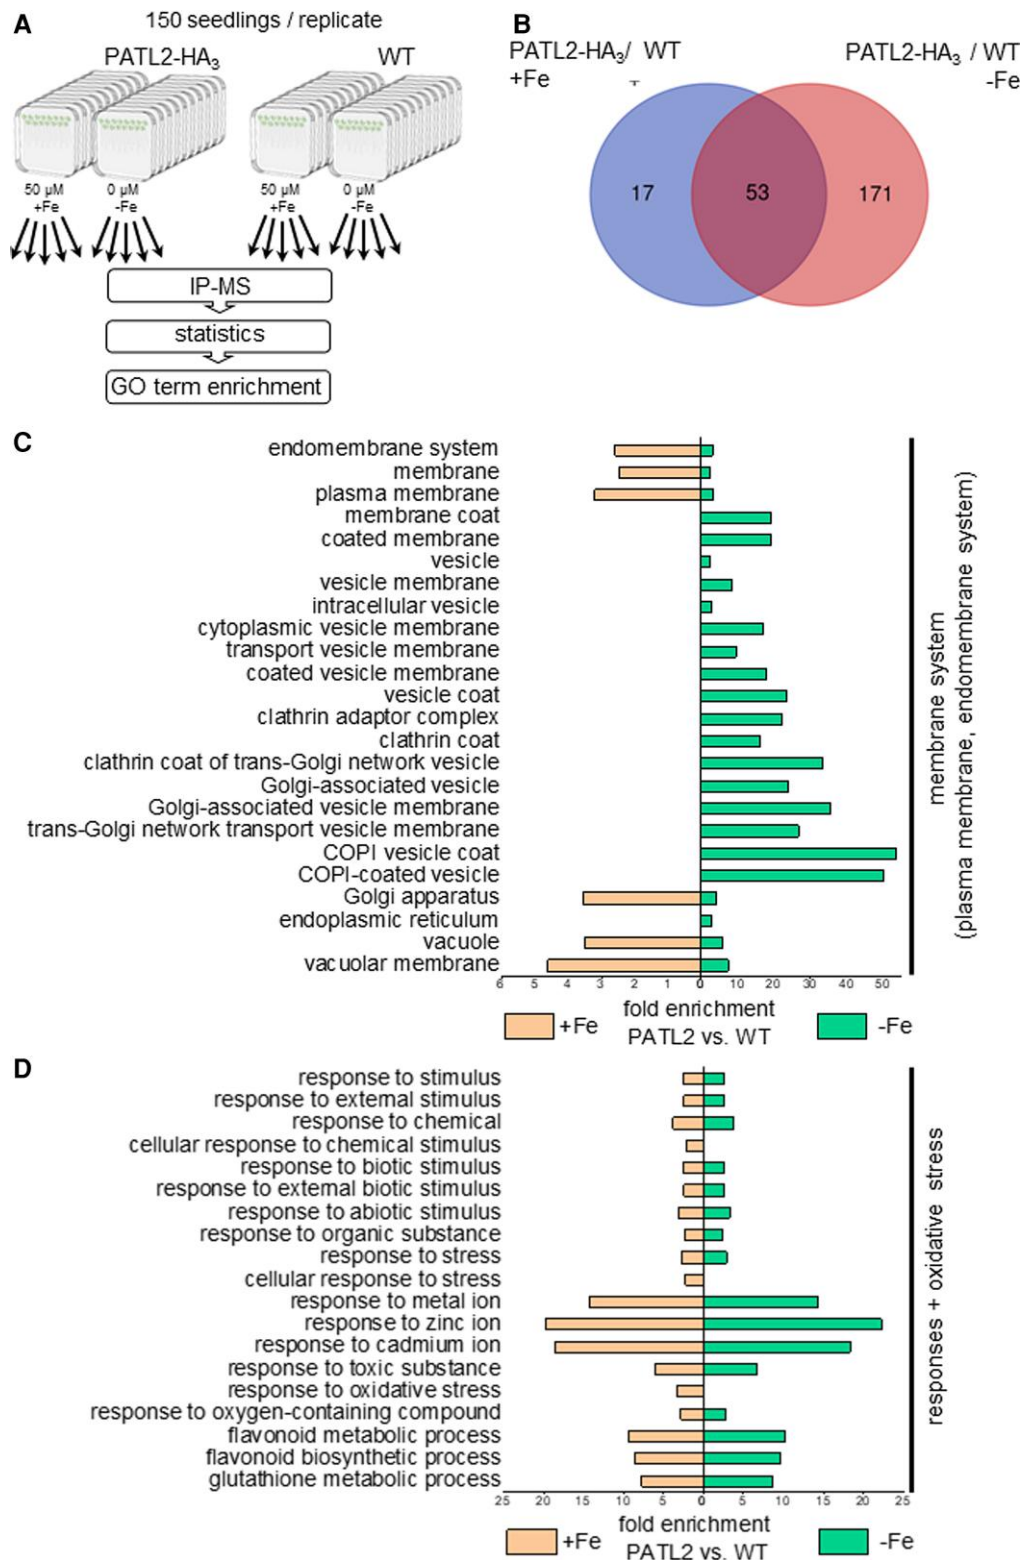 A
150 seedlings / replicate
PATL2-HA3
WT
50 µM
+Fe
0 µM
-Fe
50 µM
+Fe
0 µM
-Fe
IP-MS
statistics
GO term enrichment
B
PATL2-HA3/ WT
+Fe
PATL2-HA3 / WT
-Fe
17
53
171
C
endomembrane system
membrane
plasma membrane
membrane coat
coated membrane
vesicle
vesicle membrane
intracellular vesicle
cytoplasmic vesicle membrane
transport vesicle membrane
coated vesicle membrane
vesicle coat
clathrin adaptor complex
clathrin coat
clathrin coat of trans-Golgi network vesicle
Golgi-associated vesicle
Golgi-associated vesicle membrane
trans-Golgi network transport vesicle membrane
COPI vesicle coat
COPI-coated vesicle
Golgi apparatus
endoplasmic reticulum
vacuole
vacuolar membrane
6 5 4 3 2 1 0 10 20 30 40 50
+Fe
fold enrichment
PATL2 vs. WT
-Fe
membrane system
(plasma membrane, endomembrane system)
D
response to stimulus
response to external stimulus
response to chemical
cellular response to chemical stimulus
response to biotic stimulus
response to external biotic stimulus
response to abiotic stimulus
response to organic substance
response to stress
cellular response to stress
response to metal ion
response to zinc ion
response to cadmium ion
response to toxic substance
response to oxidative stress
response to oxygen-containing compound
flavonoid metabolic process
flavonoid biosynthetic process
glutathione metabolic process
25 20 15 10 5 0 5 10 15 20 25
+Fe
fold enrichment
PATL2 vs. WT
-Fe
responses + oxidative stress